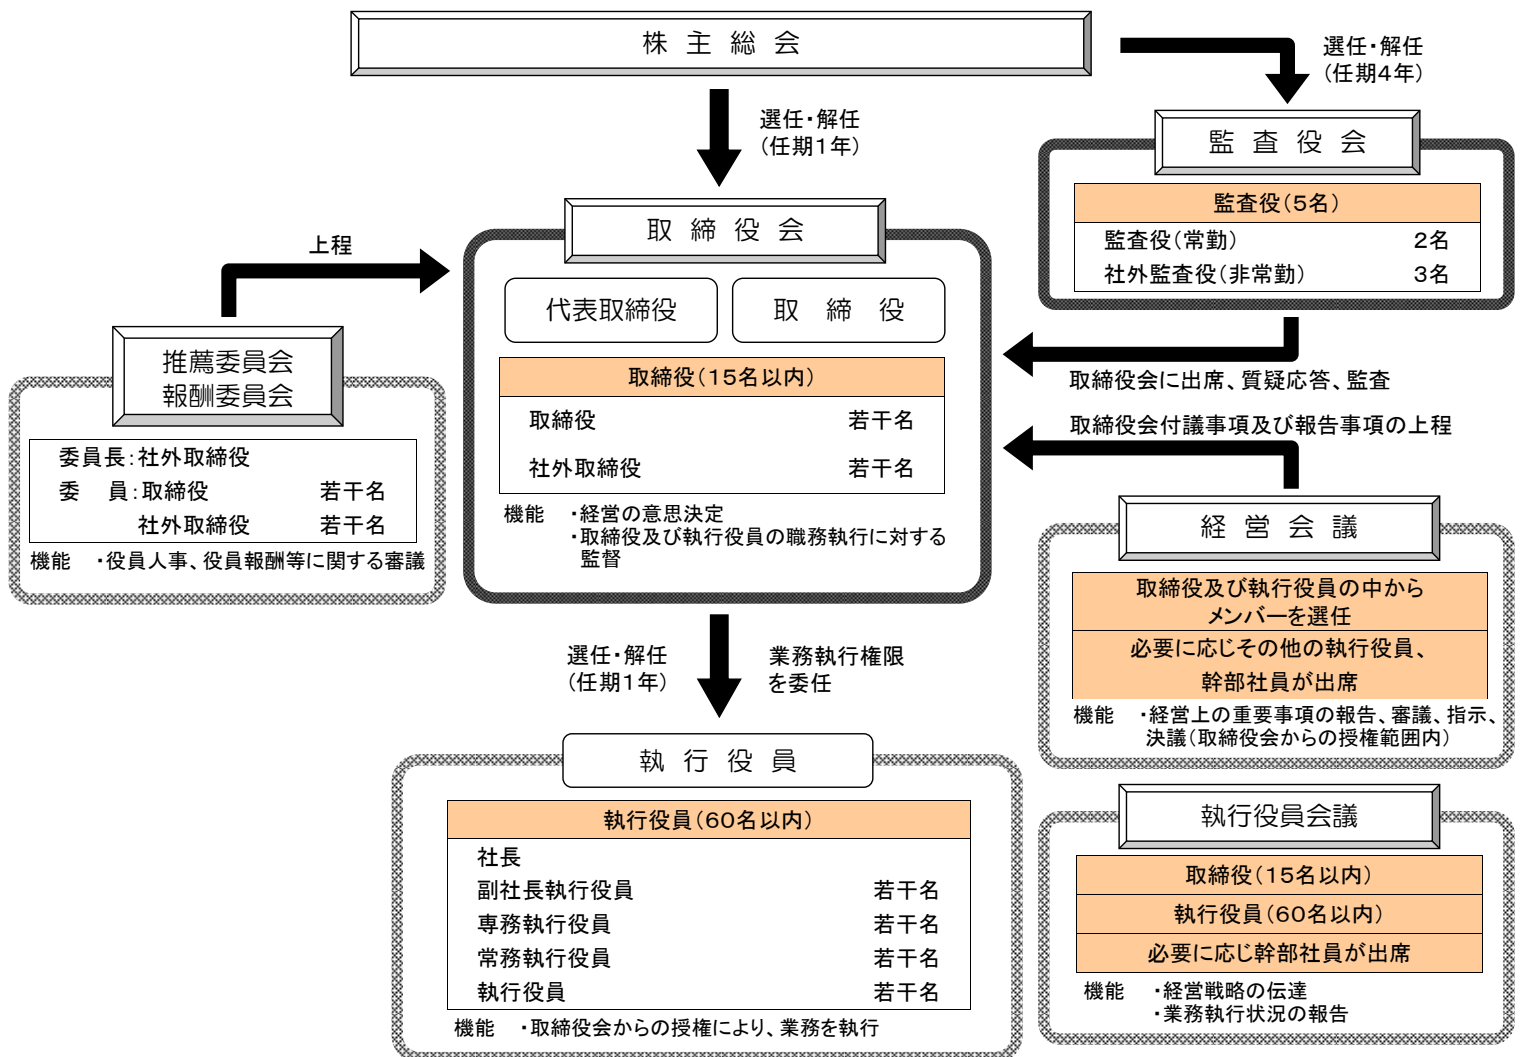 株主総会
選任・解任
(任期4年)
選任・解任
(任期1年)
監査役会
監査役(5名)
監査役(常勤) 2名
社外監査役(非常勤) 3名
取締役会
代表取締役
取締役
取締役(15名以内)
取締役 若干名
社外取締役 若干名
機能 ・経営の意思決定
・取締役及び執行役員の職務執行に対する
監督
上程
推薦委員会
報酬委員会
委員長:社外取締役
委 員:取締役 若干名
社外取締役 若干名
機能 ・役員人事、役員報酬等に関する審議
取締役会に出席、質疑応答、監査
取締役会付議事項及び報告事項の上程
経営会議
取締役及び執行役員の中から
メンバーを選任
必要に応じその他の執行役員、
幹部社員が出席
機能 ・経営上の重要事項の報告、審議、指示、
決議(取締役会からの授権範囲内)
選任・解任
(任期1年)
業務執行権限
を委任
執行役員
執行役員(60名以内)
社長
副社長執行役員 若干名
専務執行役員 若干名
常務執行役員 若干名
執行役員 若干名
機能 ・取締役会からの授権により、業務を執行
執行役員会議
取締役(15名以内)
執行役員(60名以内)
必要に応じ幹部社員が出席
機能 ・経営戦略の伝達
・業務執行状況の報告